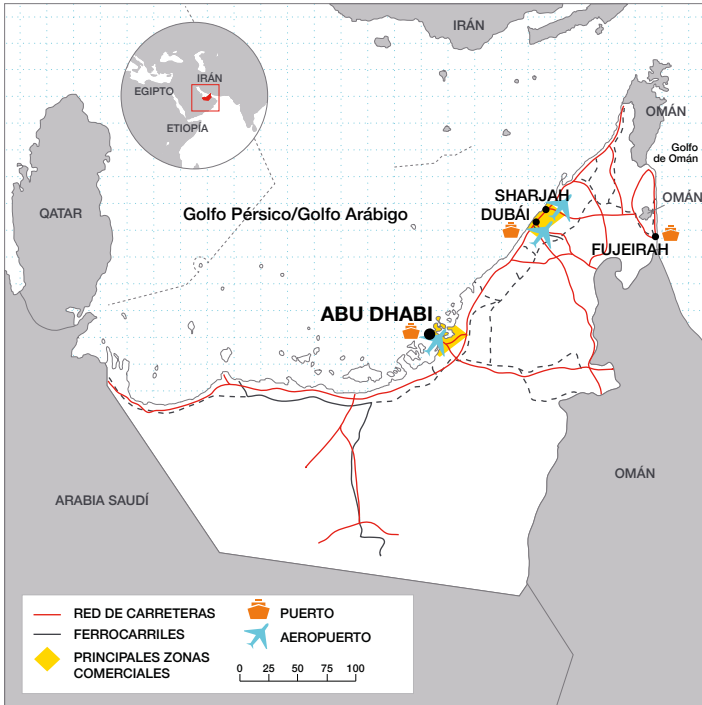 IRÁN
IRÁN
EGIPTO
ETIOPÍA
OMÁN
Golfo
de Omán
OMÁN
QATAR
Golfo Pérsico/Golfo Arábigo
SHARJAH
DUBÁI
FUJEIRAH
ABU DHABI
ARABIA SAUDÍ
OMÁN
RED DE CARRETERAS
FERROCARRILES
PRINCIPALES ZONAS
COMERCIALES
PUERTO
AEROPUERTO
0 25 50 75 100